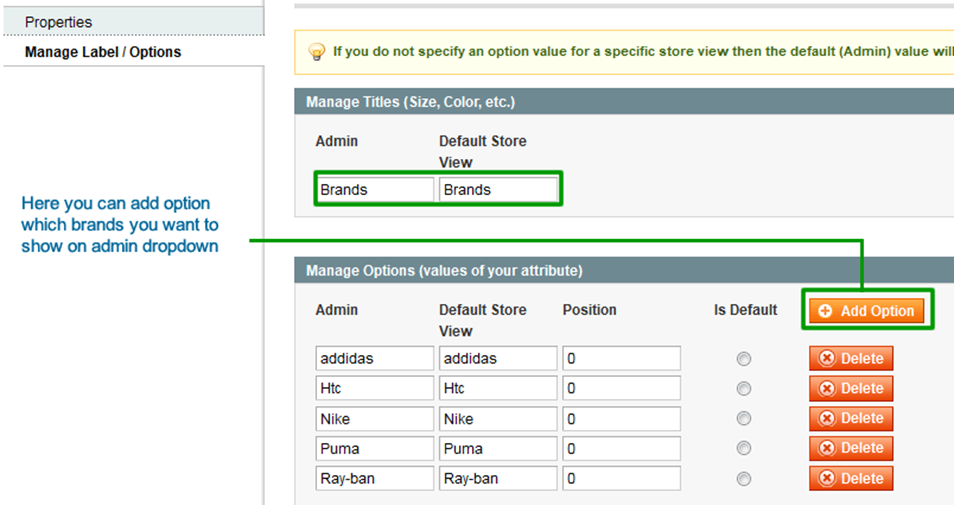 Properties
Manage Label / Options
If you do not specify an option value for a specific store view then the default (Admin) value will
Manage Titles (Size, Color, etc.)
Admin Default Store View
Brands Brands
Here you can add option
which brands you want to
show on admin dropdown
Manage Options (values of your attribute)
Admin Default Store View Position Is Default Add Option
addidas addidas 0 Delete
Htc Htc 0 Delete
Nike Nike 0 Delete
Puma Puma 0 Delete
Ray-ban Ray-ban 0 Delete